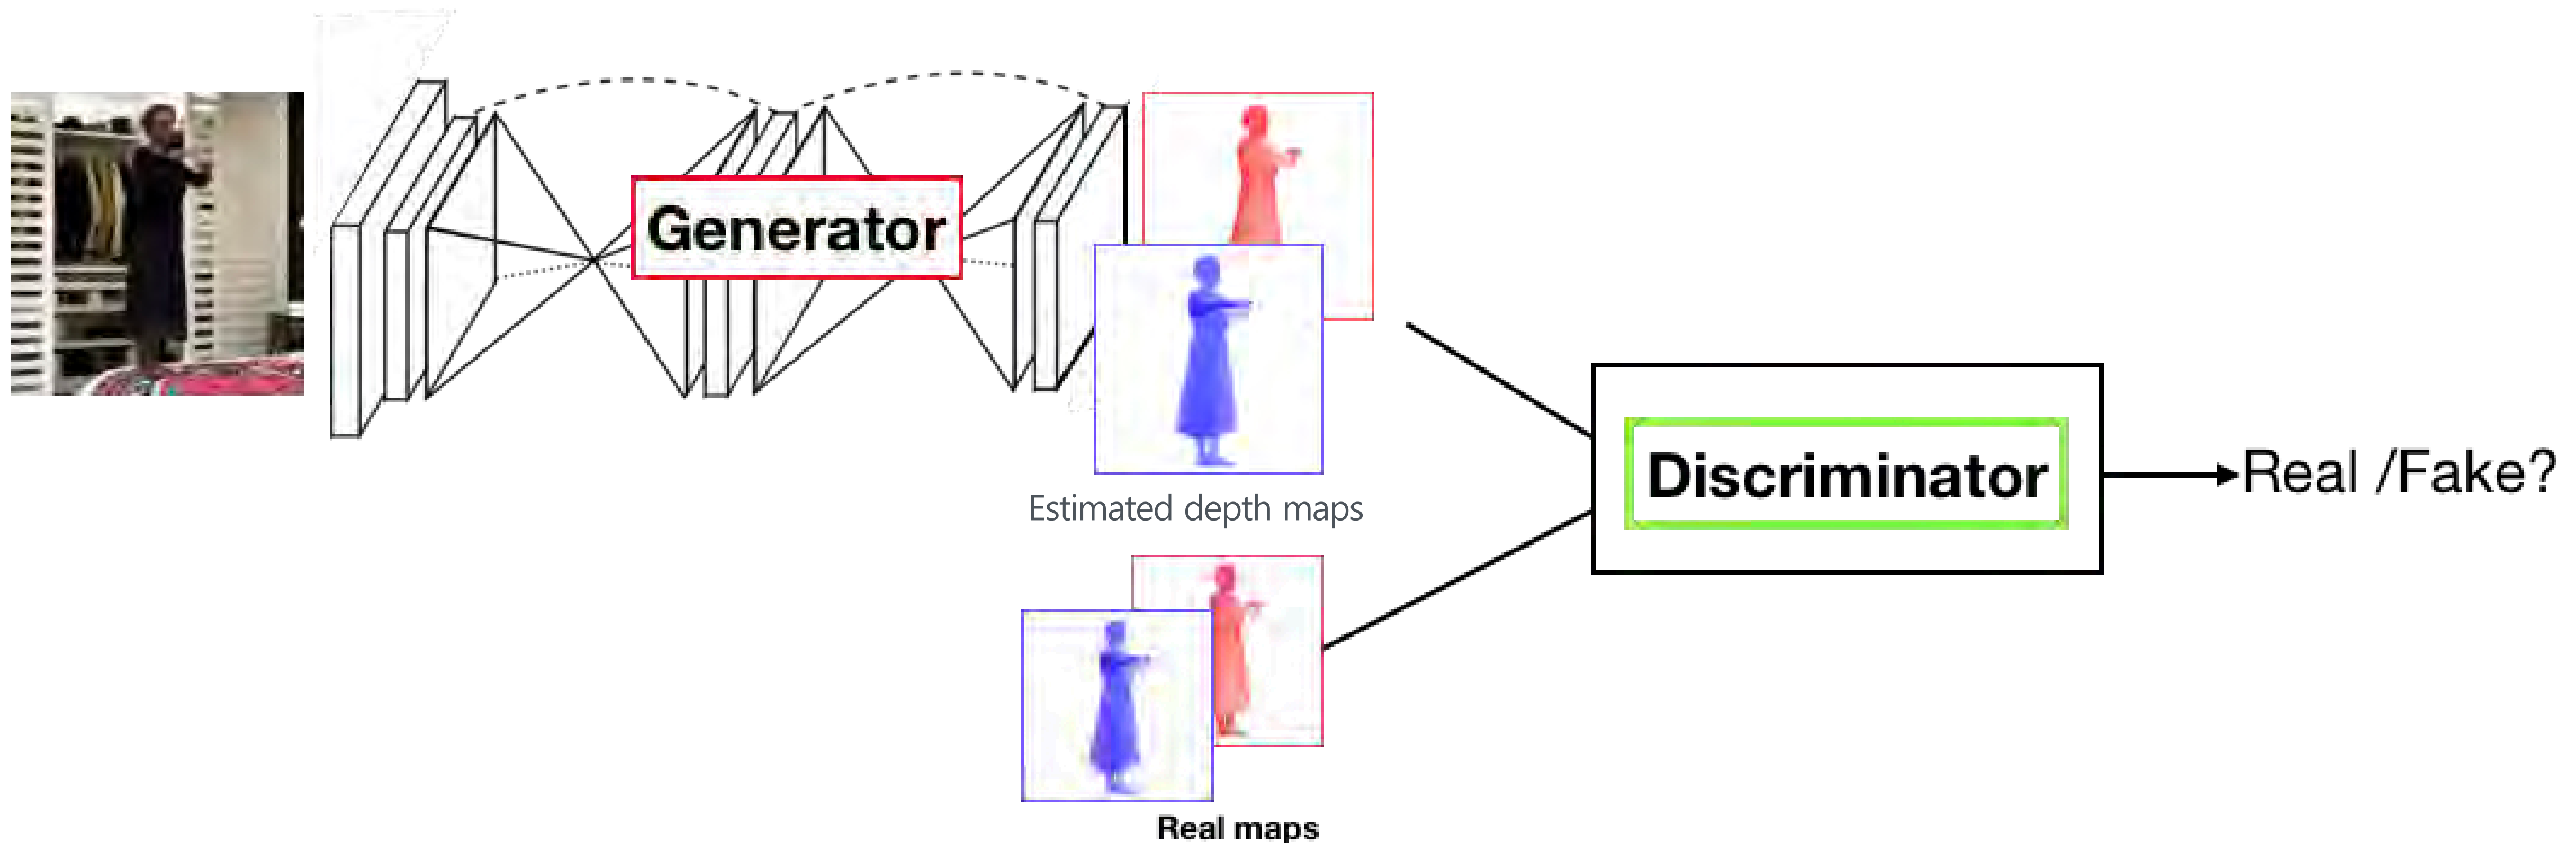 Generator
Estimated depth maps
Discriminator
Real /Fake?
Real maps